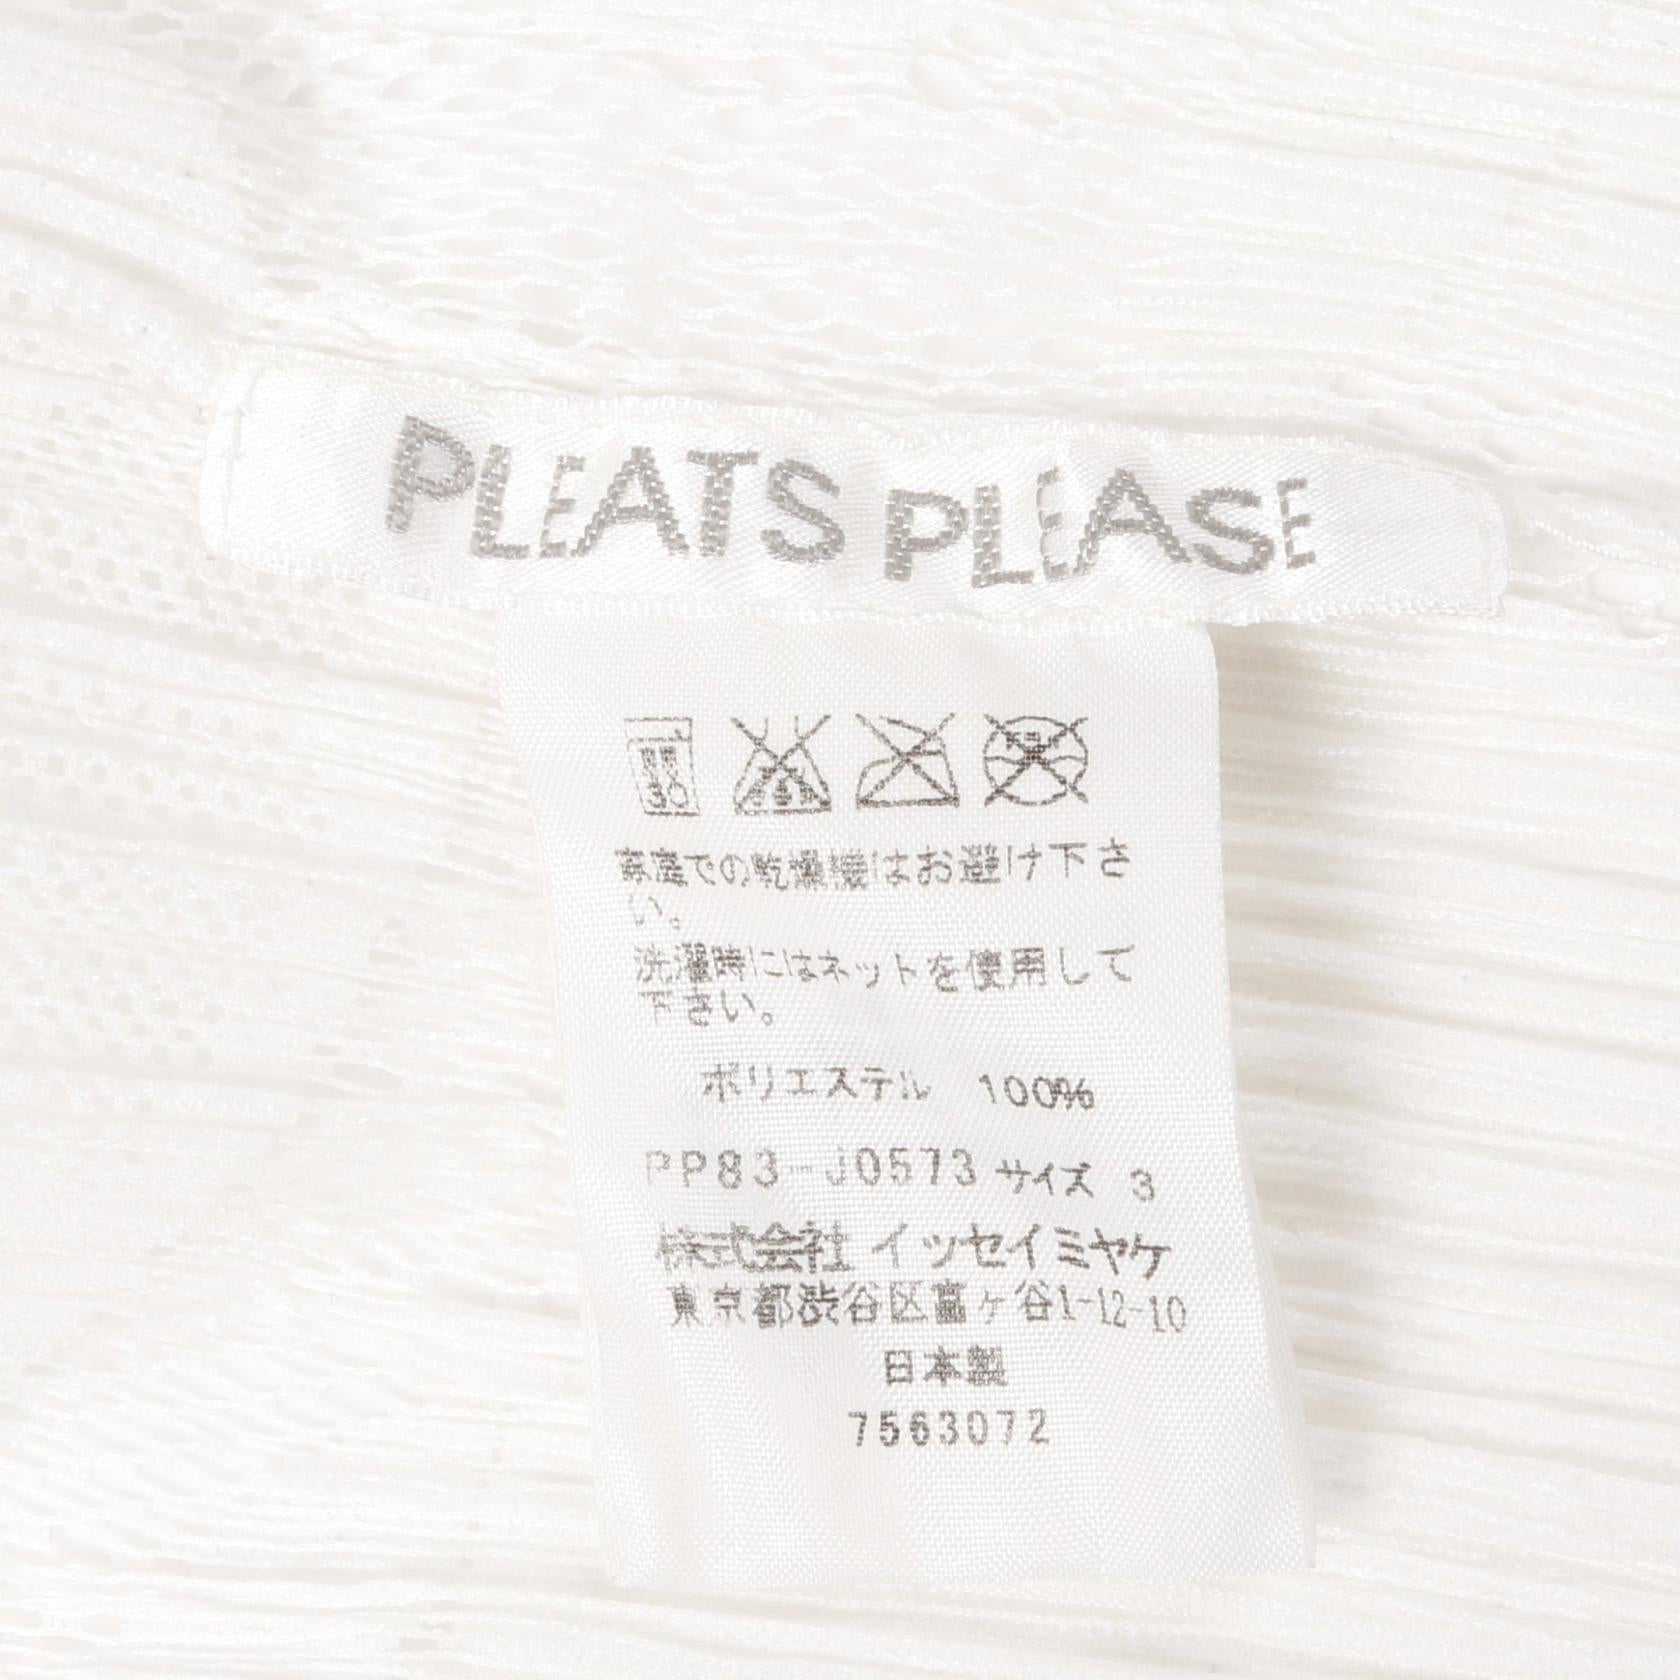 PLEATS PLEASE
30
家庭での乾燥機はお避け下さ
い。
洗濯時にはネットを使用して
下さい。
ポリエステル 100%
PP83-J0573 サイズ 3
株式会社 イッセイミヤケ
東京都渋谷区富ヶ谷1-12-10
日本製
7563072